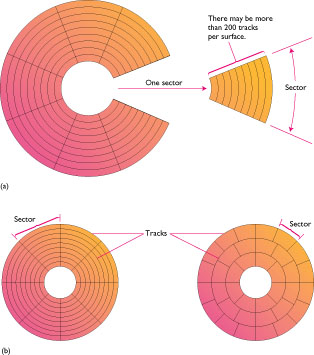 There may be more
than 200 tracks
per surface.
One sector
Sector
(a)
Sector
Tracks
Sector
(b)